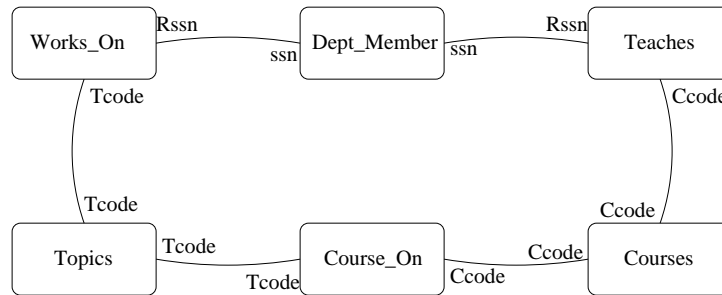 Works_On
Rssn
ssn
Dept_Member
ssn
Rssn
Teaches
Tcode
Ccode
Tcode
Ccode
Topics
Tcode
Tcode
Course_On
Ccode
Ccode
Courses